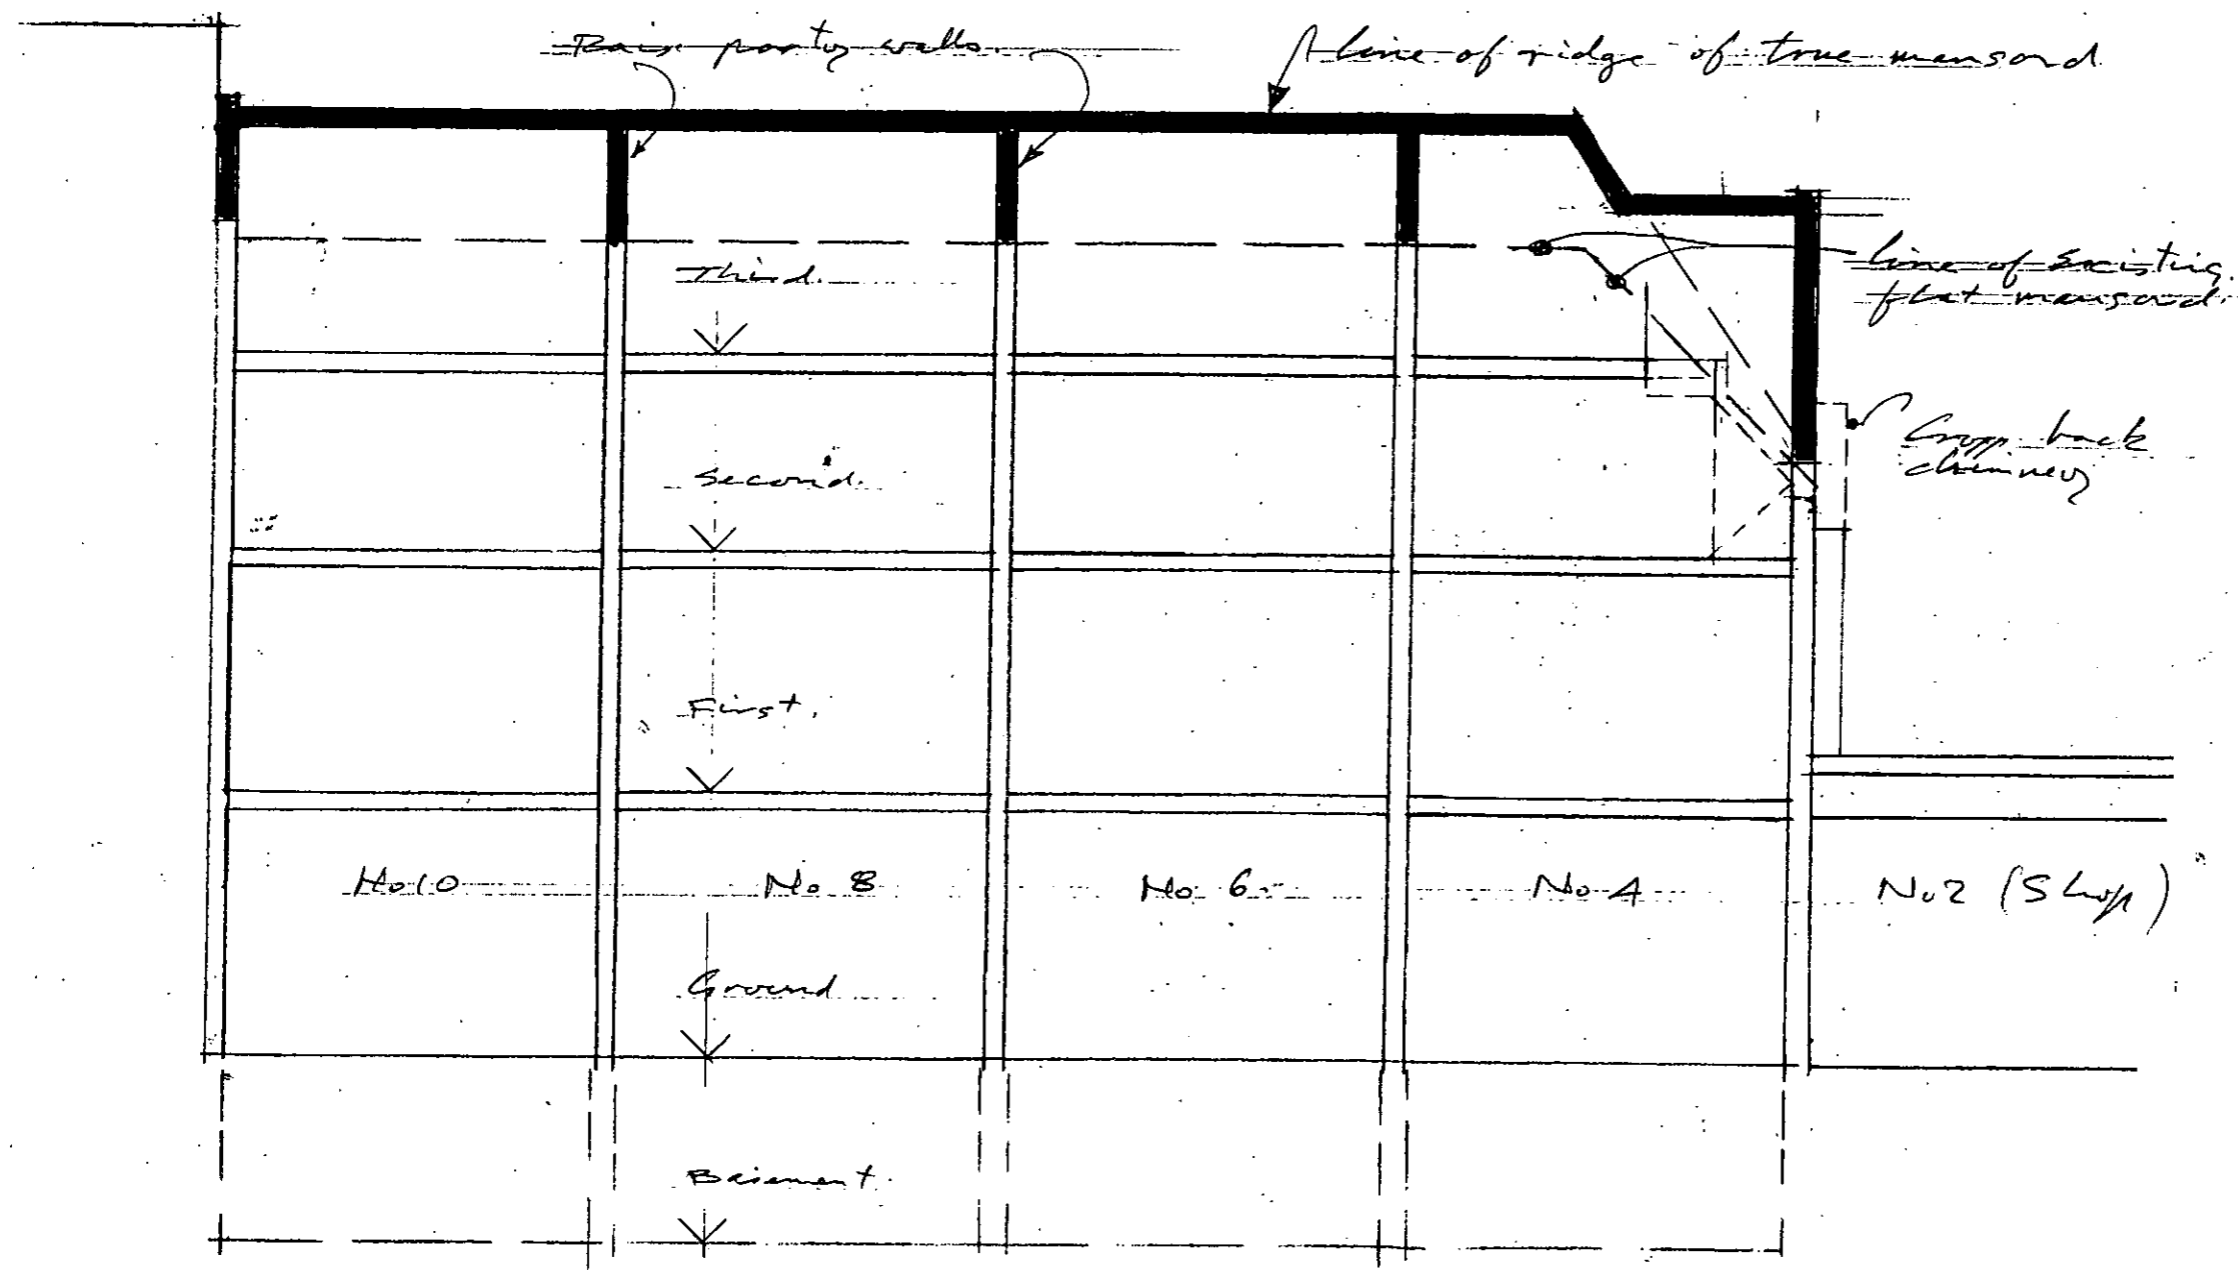 Raise party walls.
line of ridge of true mansard
Third.
line of existing
flat mansard.
Crop back
chimney
Second.
First.
No 10
No 8
No 6
No 4
No 2 (Shop)
Ground
Basement.